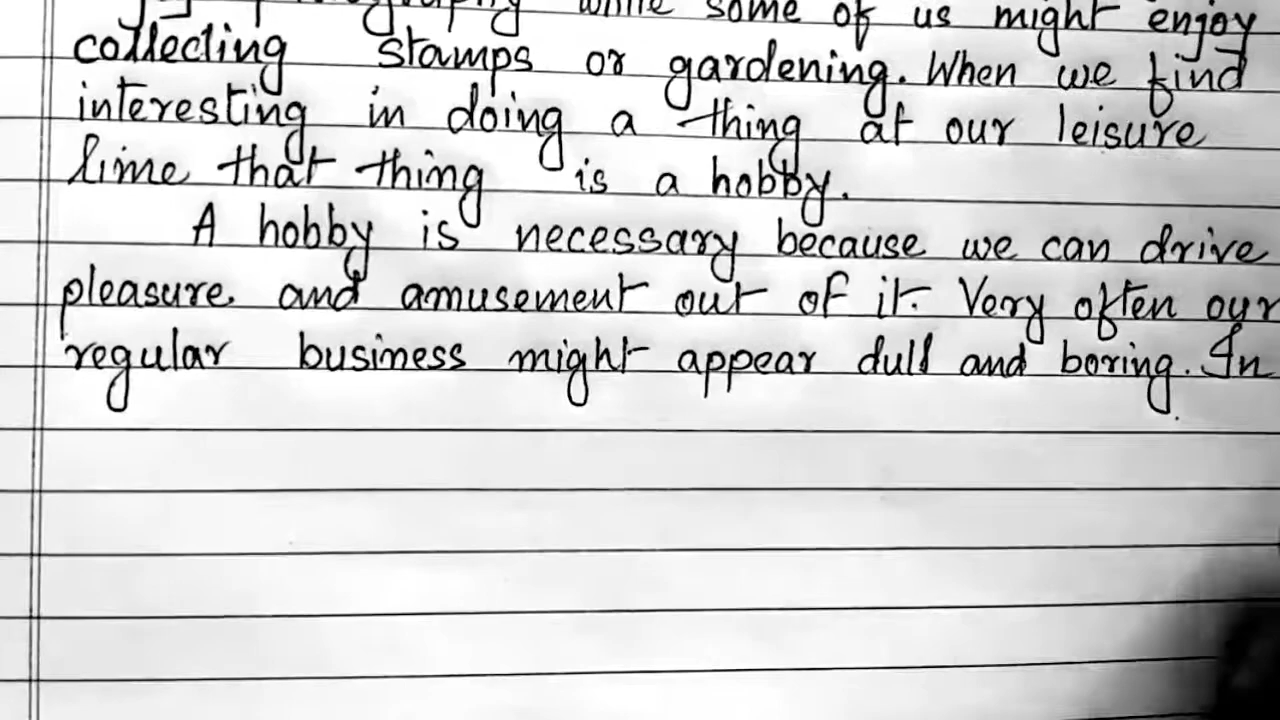 while some of us might enjoy
collecting stamps or gardening. When we find
interesting in doing a thing at our leisure
lime that thing is a hobby.
A hobby is necessary because we can drive
pleasure and amusement out of it. Very often our
regular business might appear dull and boring. In